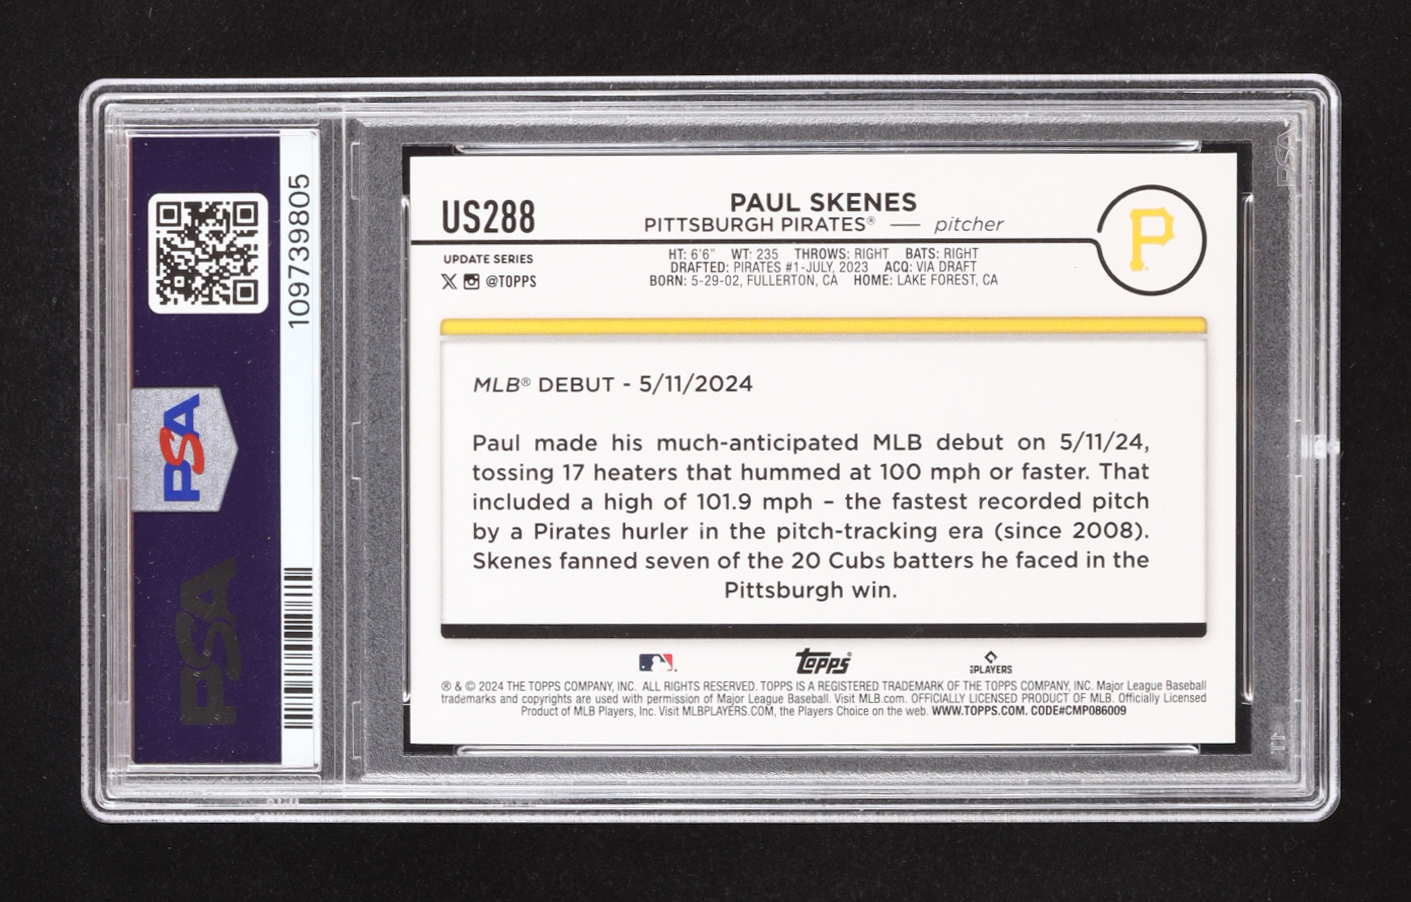 109739805
PSA
PSA
US288
UPDATE SERIES
@TOPPS
PAUL SKENES
PITTSBURGH PIRATES® — pitcher
HT: 6'6" WT: 235 THROWS: RIGHT BATS: RIGHT
DRAFTED: PIRATES #1-JULY, 2023 ACQ: VIA DRAFT
BORN: 5-29-02, FULLERTON, CA HOME: LAKE FOREST, CA
P
MLB® DEBUT - 5/11/2024
Paul made his much-anticipated MLB debut on 5/11/24,
tossing 17 heaters that hummed at 100 mph or faster. That
included a high of 101.9 mph – the fastest recorded pitch
by a Pirates hurler in the pitch-tracking era (since 2008).
Skenes fanned seven of the 20 Cubs batters he faced in the
Pittsburgh win.
Topps®
PLAYERS
® & © 2024 THE TOPPS COMPANY, INC. ALL RIGHTS RESERVED. TOPPS IS A REGISTERED TRADEMARK OF THE TOPPS COMPANY, INC. Major League Baseball
trademarks and copyrights are used with permission of Major League Baseball. Visit MLB.com. OFFICIALLY LICENSED PRODUCT OF MLB. Officially Licensed
Product of MLB Players, Inc. Visit MLBPLAYERS.COM, the Players Choice on the web. WWW.TOPPS.COM. CODE#CMP086009
PSA